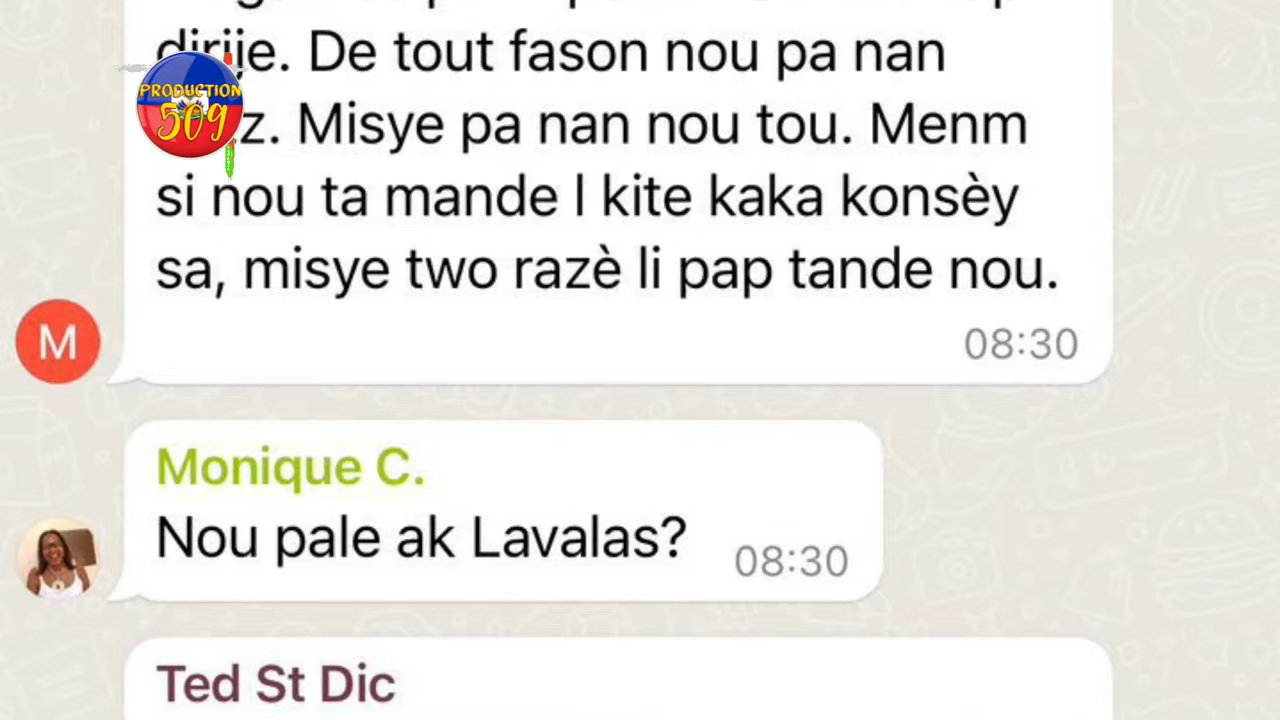 dirije. De tout fason nou pa nan
PRODUCTION
509
Misye pa nan nou tou. Menm
si nou ta mande l kite kaka konsèy
sa, misye two razè li pap tande nou.
08:30
M
Monique C.
Nou pale ak Lavalas?
08:30
Ted St Dic